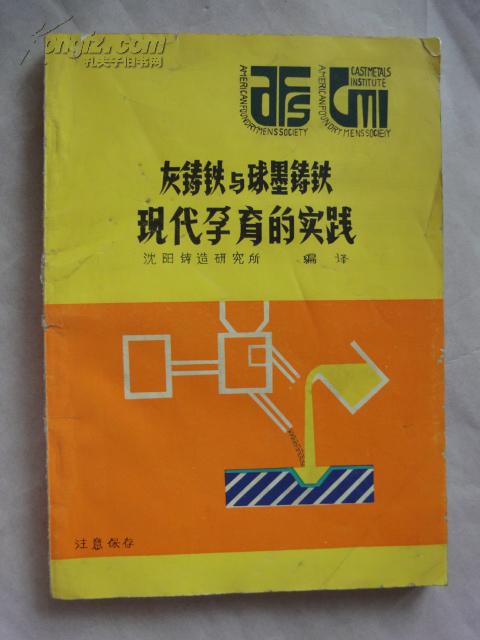 Kongfz.com
孔夫子旧书网
AMERICAN FOUNDRYMENS SOCIETY
afs
AMERICAN FOUNDRYMENS SOCIETY
CAST METALS
INSTITUTE
Cmi
灰铸铁与球墨铸铁
现代孕育的实践
沈阳铸造研究所 编译
注意保存